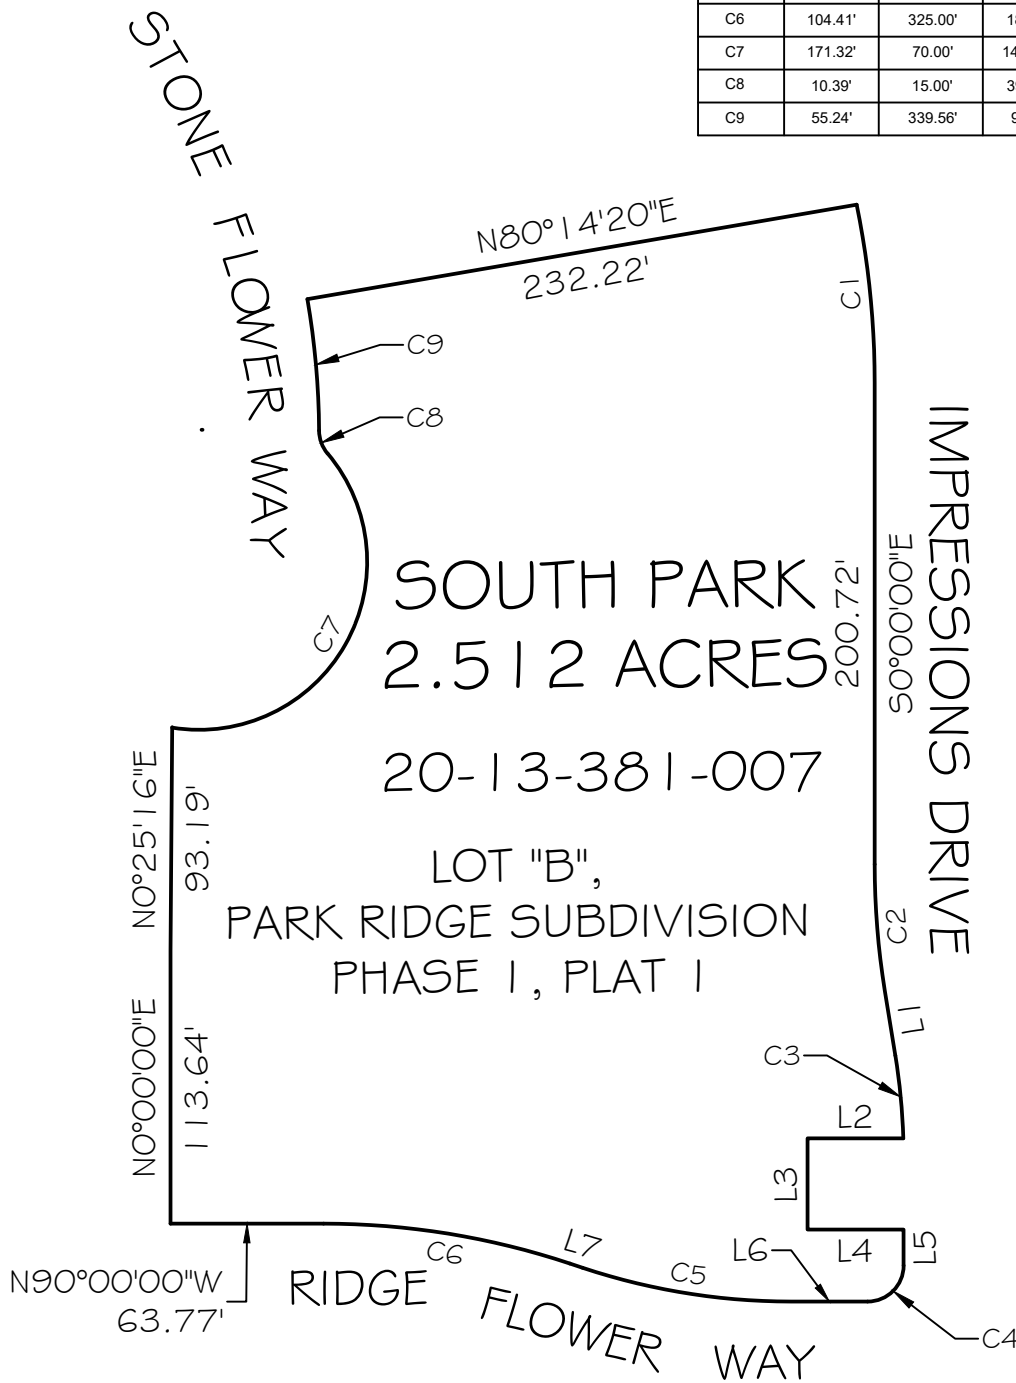 C6 104.41' 325.00'
C7 171.32' 70.00'
C8 10.39' 15.00'
C9 55.24' 339.56'
STONE FLOWER WAY
N80°14'20"E
232.22'
C1
C9
C8
IMPRESSIONS DRIVE
SOUTH PARK
2.512 ACRES
200.72'
S0°00'00"E
C7
20-13-381-007
N0°25'16"E
93.19'
LOT "B",
PARK RIDGE SUBDIVISION
PHASE 1, PLAT 1
C2
L1
N0°00'00"E
113.64'
C3
L2
L3
L4
L5
L6
L7
C6
C5
N90°00'00"W
63.77'
RIDGE FLOWER WAY
C4